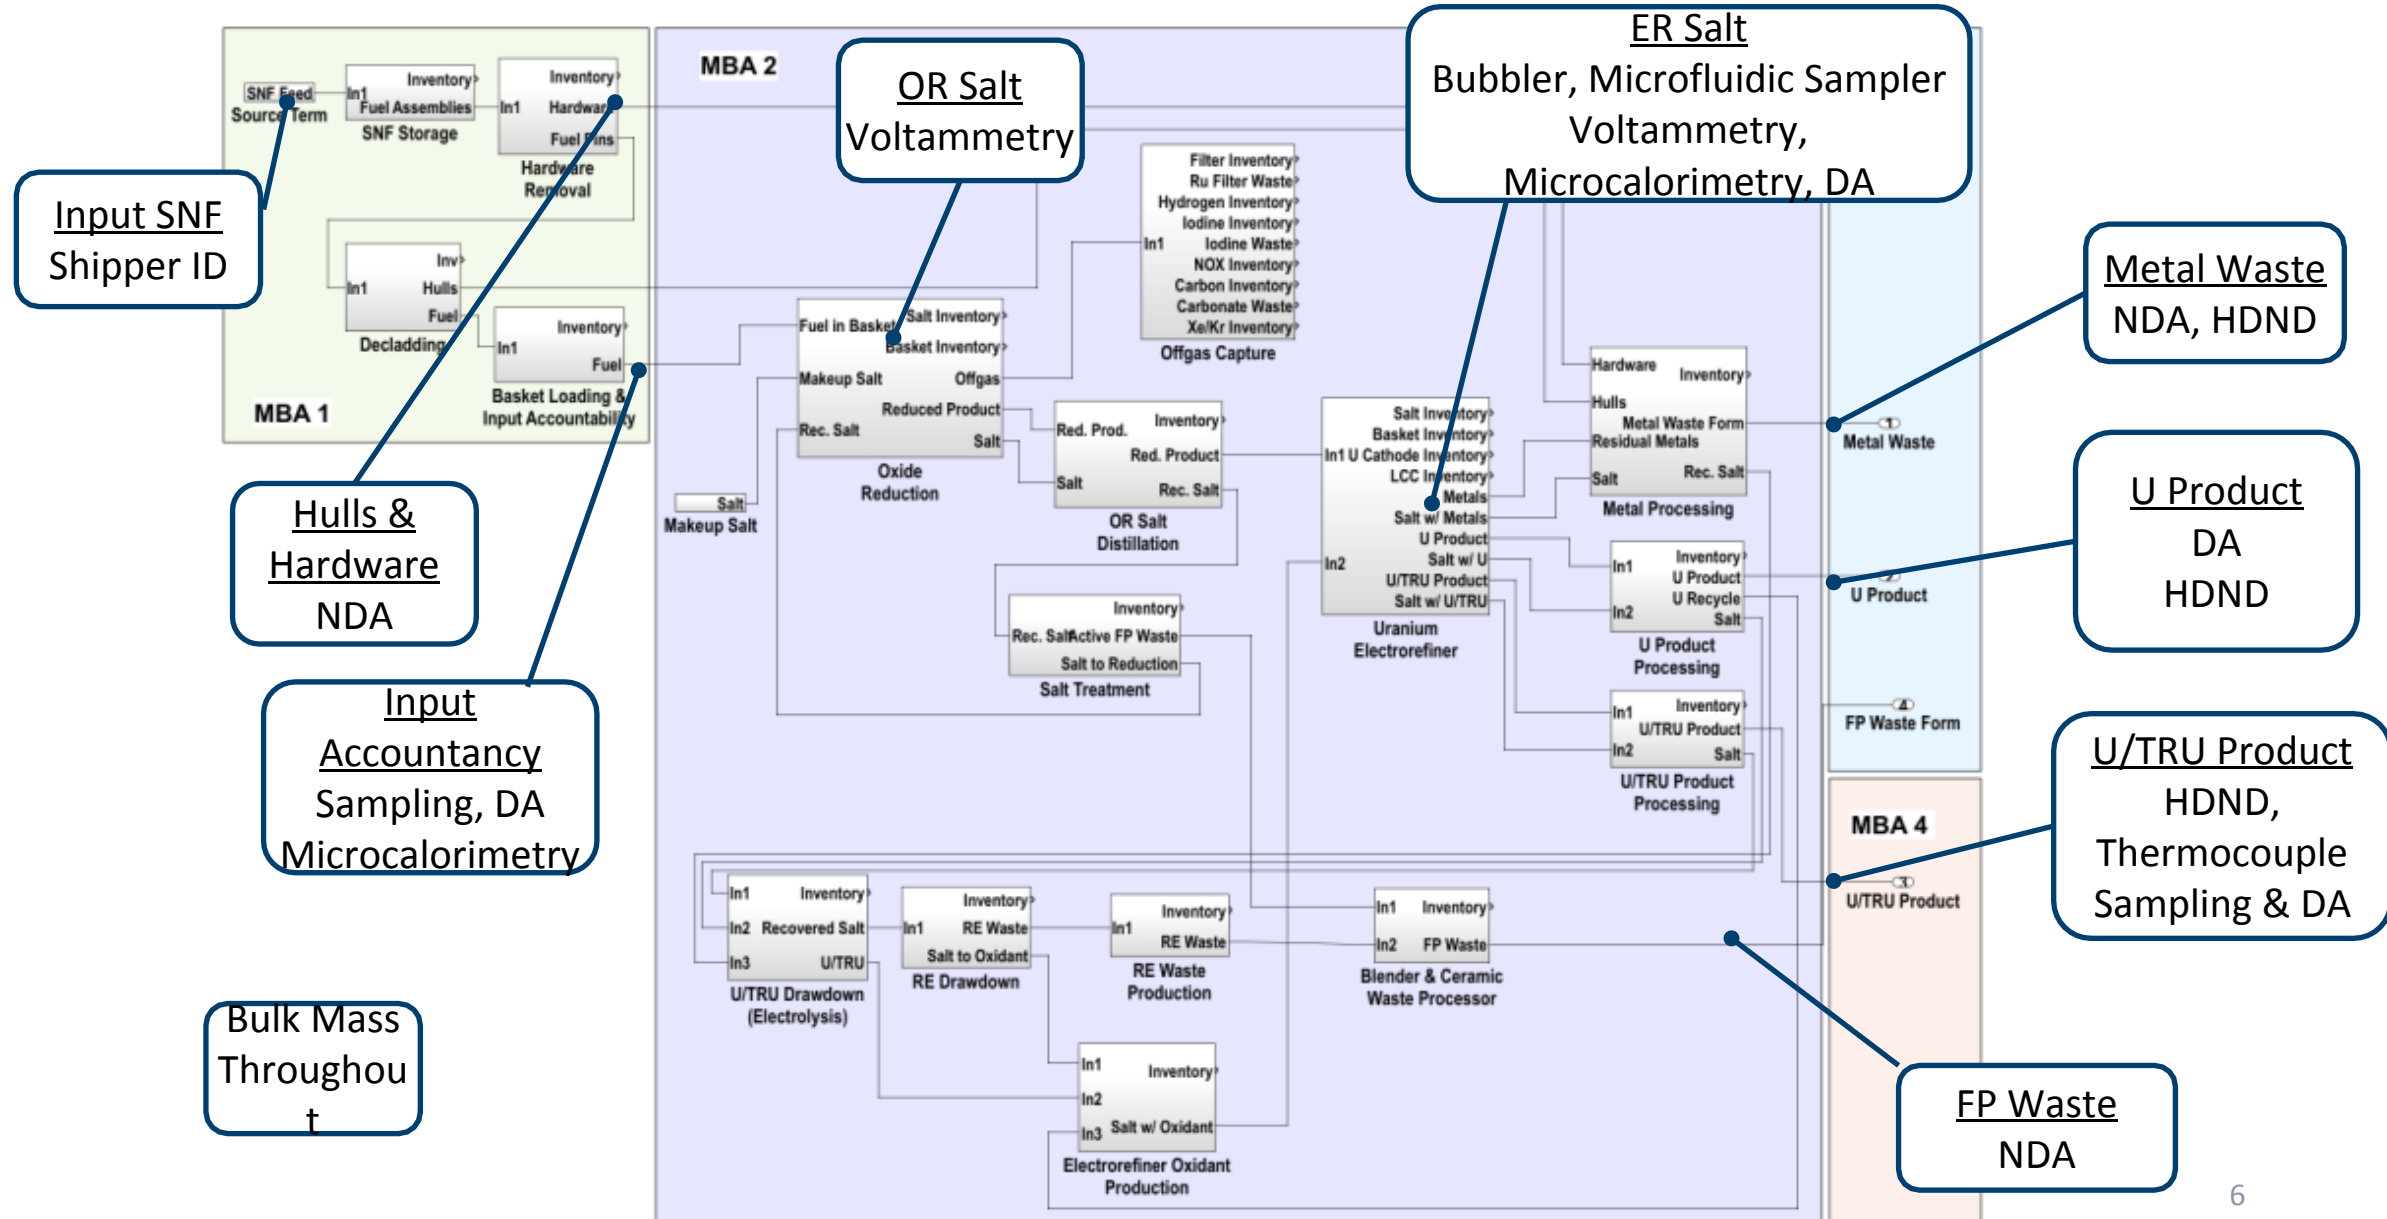 MBA 1
SNF Feed
Source Term
In1
Inventory
Fuel Assemblies
SNF Storage
In1
Inventory
Hardware
Fuel Pins
Hardware
Removal
In1
Inv
Hulls
Fuel
Decladding
In1
Inventory
Fuel
Basket Loading &
Input Accountability
Input SNF
Shipper ID
Hulls &
Hardware
NDA
Input
Accountancy
Sampling, DA
Microcalorimetry
Bulk Mass
Throughou
t
MBA 2
OR Salt
Voltammetry
ER Salt
Bubbler, Microfluidic Sampler
Voltammetry,
Microcalorimetry, DA
In1
Filter Inventory
Ru Filter Waste
Hydrogen Inventory
Iodine Inventory
Iodine Waste
NOX Inventory
Carbon Inventory
Carbonate Waste
Xe/Kr Inventory
Offgas Capture
Fuel in Basket
Makeup Salt
Rec. Salt
Salt Inventory
Basket Inventory
Offgas
Reduced Product
Salt
Oxide
Reduction
Salt
Makeup Salt
Red. Prod.
Salt
Inventory
Red. Product
Rec. Salt
OR Salt
Distillation
Rec. Salt
Inventory
Active FP Waste
Salt to Reduction
Salt Treatment
In1
In2
Salt Inventory
Basket Inventory
U Cathode Inventory
LCC Inventory
Metals
Salt w/ Metals
U Product
Salt w/ U
U/TRU Product
Salt w/ U/TRU
Uranium
Electrorefiner
Hardware
Hulls
Residual Metals
Salt
Inventory
Metal Waste Form
Rec. Salt
Metal Processing
In1
In2
Inventory
U Product
U Recycle
Salt
U Product
Processing
In1
In2
Inventory
U/TRU Product
Salt
U/TRU Product
Processing
In1
In2
In3
Inventory
Recovered Salt
U/TRU
U/TRU Drawdown
(Electrolysis)
In1
Inventory
RE Waste
Salt to Oxidant
RE Drawdown
In1
Inventory
RE Waste
RE Waste
Production
In1
In2
Inventory
FP Waste
Blender & Ceramic
Waste Processor
In1
In2
In3
Inventory
Salt w/ Oxidant
Electrorefiner Oxidant
Production
1
Metal Waste
2
U Product
4
FP Waste Form
MBA 4
3
U/TRU Product
Metal Waste
NDA, HDND
U Product
DA
HDND
U/TRU Product
HDND,
Thermocouple
Sampling & DA
FP Waste
NDA
6